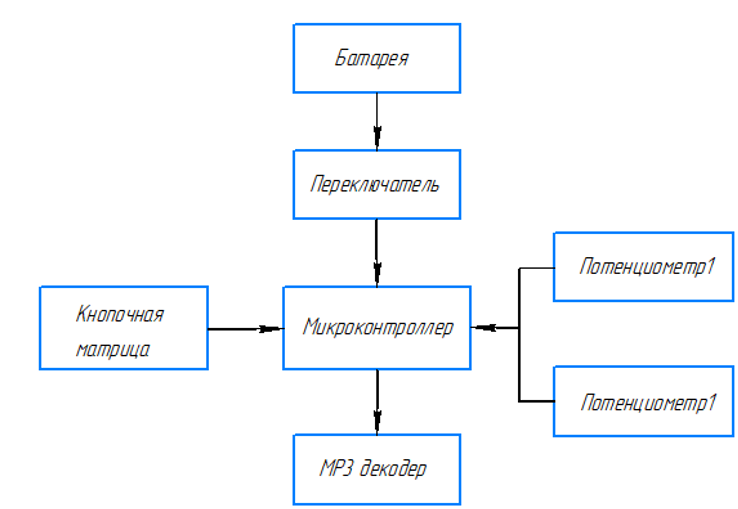 Батарея
Переключатель
Потенциометр1
Кнопочная
матрица
Микроконтроллер
Потенциометр1
MP3 декодер